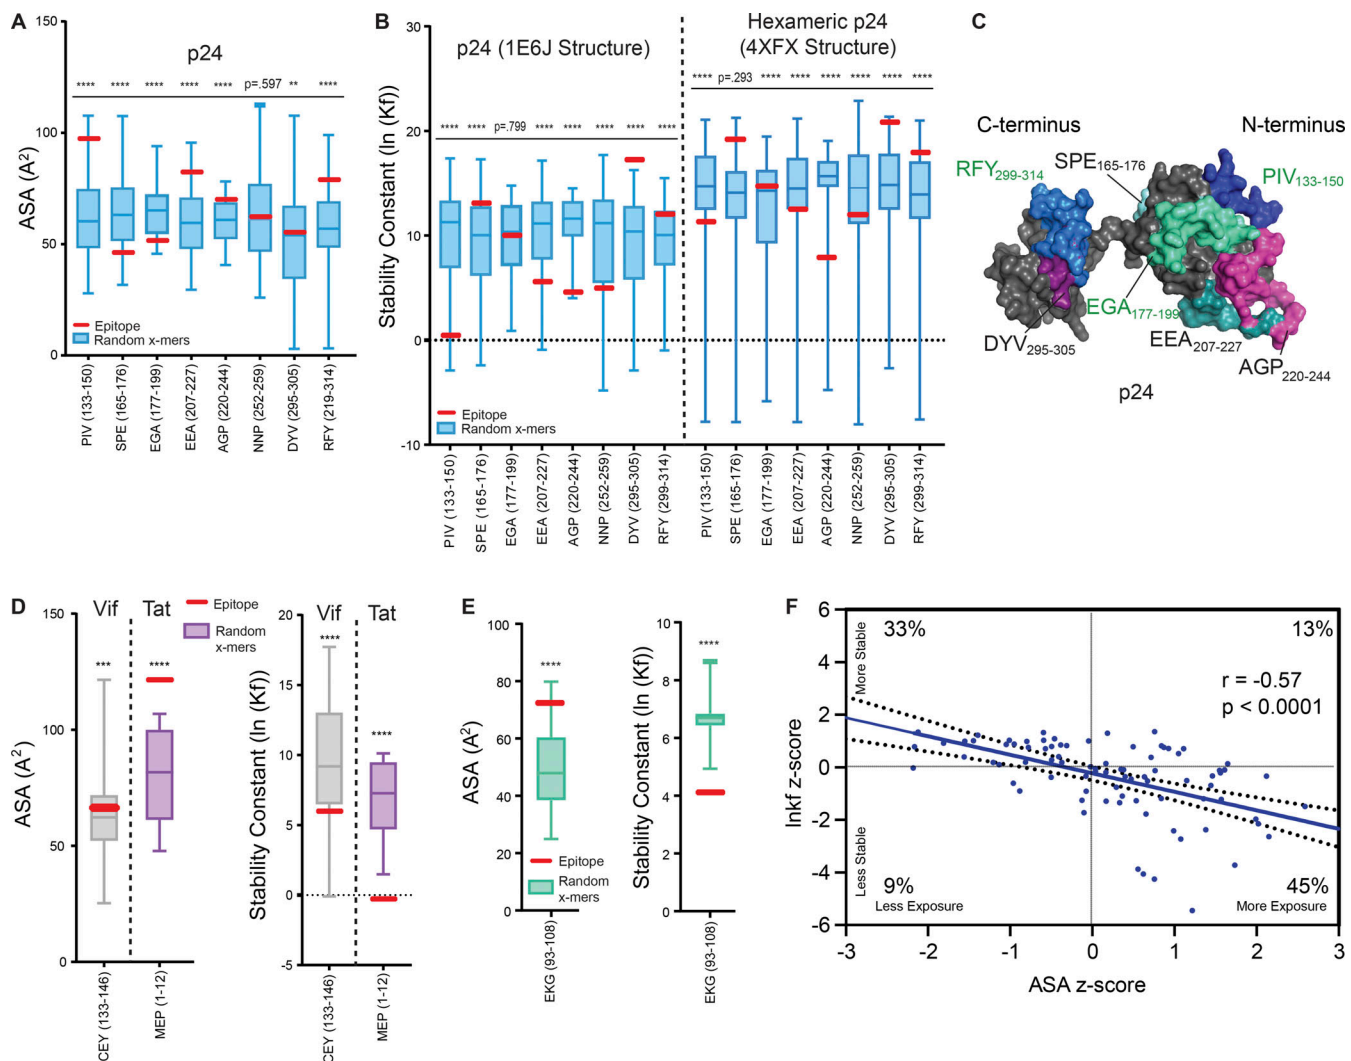 A
p24
ASA (A²)
150
100
50
0
****
****
****
****
****
p=.597
**
****
Epitope
Random x-mers
PIV (133-150)
SPE (165-176)
EGA (177-199)
EEA (207-227)
AGP (220-244)
NNP (252-259)
DYV (295-305)
RFY (219-314)
B
p24 (1E6J Structure)
Hexameric p24
(4XFX Structure)
Stability Constant (ln (Kf))
30
20
10
0
-10
****
****
p=.799
****
****
****
****
****
****
p=.293
****
****
****
****
****
****
Epitope
Random x-mers
PIV (133-150)
SPE (165-176)
EGA (177-199)
EEA (207-227)
AGP (220-244)
NNP (252-259)
DYV (295-305)
RFY (299-314)
PIV (133-150)
SPE (165-176)
EGA (177-199)
EEA (207-227)
AGP (220-244)
NNP (252-259)
DYV (295-305)
RFY (299-314)
C
C-terminus
N-terminus
SPE165-176
RFY299-314
PIV133-150
EGA177-199
DYV295-305
EEA207-227
AGP220-244
p24
D
Vif
Tat
Epitope
Random
x-mers
ASA (A²)
150
100
50
0
***
****
CEY (133-146)
MEP (1-12)
Vif
Tat
Stability Constant (ln (Kf))
20
15
10
5
0
-5
****
****
CEY (133-146)
MEP (1-12)
E
ASA (A²)
100
80
60
40
20
0
****
Epitope
Random
x-mers
EKG (93-108)
Stability Constant (ln (Kf))
10
8
6
4
2
0
****
EKG (93-108)
F
lnkf z-score
6
4
2
0
-2
-4
-6
More Stable
Less Stable
33%
13%
r = -0.57
p < 0.0001
9%
Less Exposure
45%
More Exposure
-3
-2
-1
0
1
2
3
ASA z-score